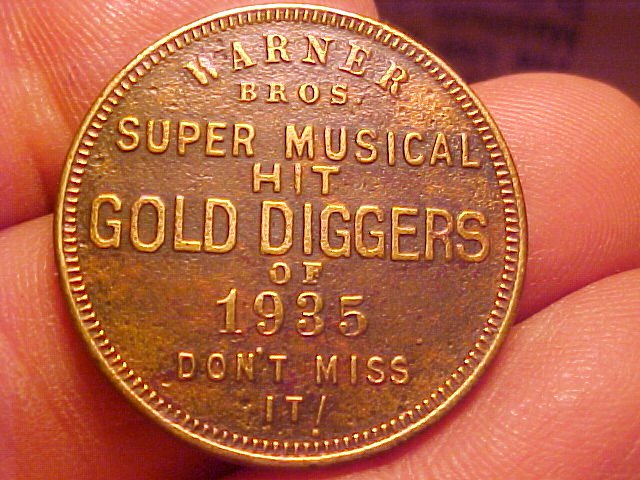 WARNER
BROS.
SUPER MUSICAL
HIT
GOLD DIGGERS
OF
1935
DON'T MISS
IT!